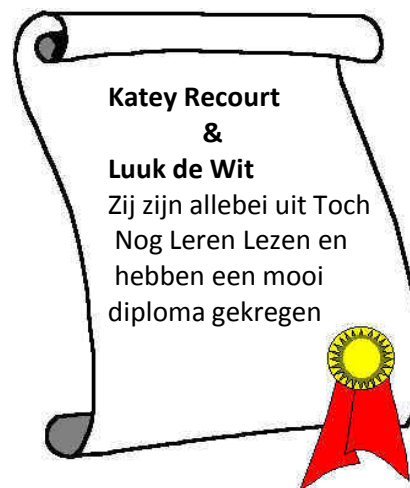 Katey Recourt
&
Luuk de Wit
Zij zijn allebei uit Toch
Nog Leren Lezen en
hebben een mooi
diploma gekregen